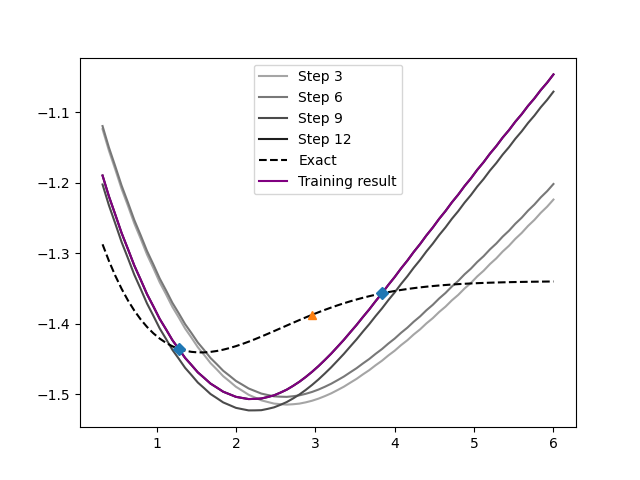 Step 3
Step 6
Step 9
Step 12
Exact
Training result
−1.1
−1.2
−1.3
−1.4
−1.5
1 2 3 4 5 6